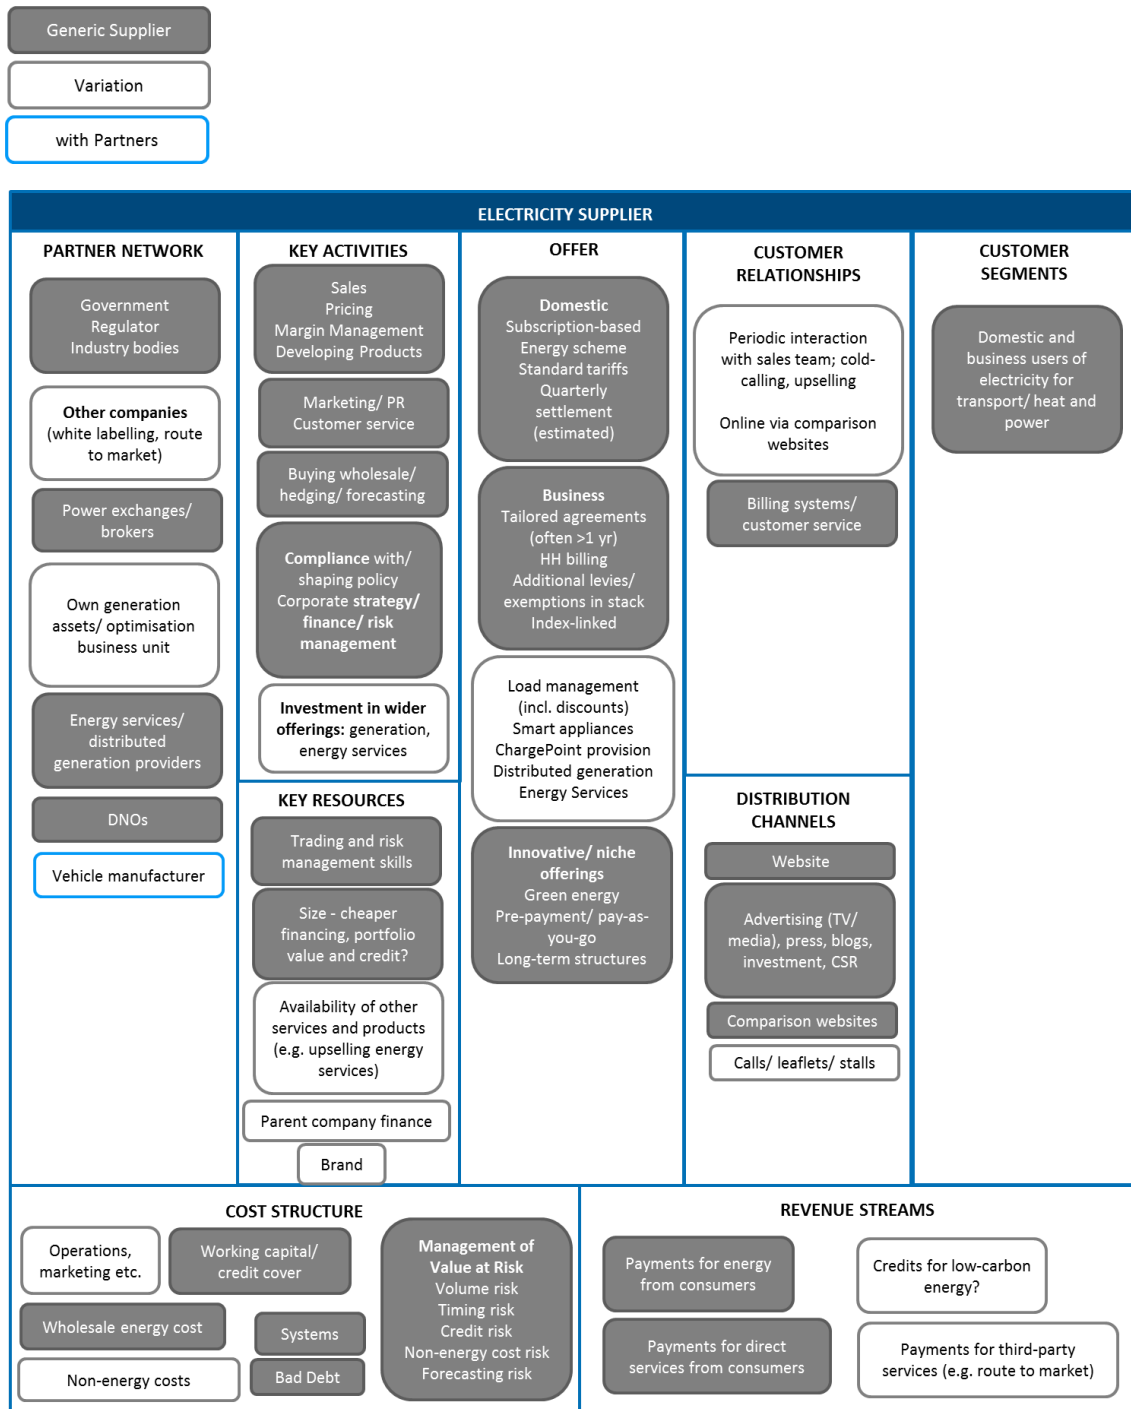 Generic Supplier
Variation
with Partners
ELECTRICITY SUPPLIER
PARTNER NETWORK
Government
Regulator
Industry bodies
Other companies
(white labelling, route
to market)
Power exchanges/
brokers
Own generation
assets/ optimisation
business unit
Energy services/
distributed
generation providers
DNOs
Vehicle manufacturer
KEY ACTIVITIES
Sales
Pricing
Margin Management
Developing Products
Marketing/ PR
Customer service
Buying wholesale/
hedging/ forecasting
Compliance with/
shaping policy
Corporate strategy/
finance/ risk
management
Investment in wider
offerings: generation,
energy services
KEY RESOURCES
Trading and risk
management skills
Size - cheaper
financing, portfolio
value and credit?
Availability of other
services and products
(e.g. upselling energy
services)
Parent company finance
Brand
OFFER
Domestic
Subscription-based
Energy scheme
Standard tariffs
Quarterly
settlement
(estimated)
Business
Tailored agreements
(often >1 yr)
HH billing
Additional levies/
exemptions in stack
Index-linked
Load management
(incl. discounts)
Smart appliances
ChargePoint provision
Distributed generation
Energy Services
Innovative/ niche
offerings
Green energy
Pre-payment/ pay-as-
you-go
Long-term structures
CUSTOMER
RELATIONSHIPS
Periodic interaction
with sales team; cold-
calling, upselling
Online via comparison
websites
Billing systems/
customer service
DISTRIBUTION
CHANNELS
Website
Advertising (TV/
media), press, blogs,
investment, CSR
Comparison websites
Calls/ leaflets/ stalls
CUSTOMER
SEGMENTS
Domestic and
business users of
electricity for
transport/ heat and
power
COST STRUCTURE
Operations,
marketing etc.
Working capital/
credit cover
Wholesale energy cost
Systems
Non-energy costs
Bad Debt
Management of
Value at Risk
Volume risk
Timing risk
Credit risk
Non-energy cost risk
Forecasting risk
REVENUE STREAMS
Payments for energy
from consumers
Credits for low-carbon
energy?
Payments for direct
services from consumers
Payments for third-party
services (e.g. route to market)